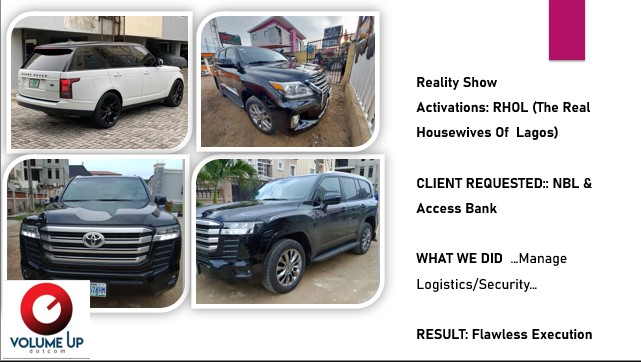 Reality Show
Activations: RHOL (The Real
Housewives Of Lagos)
CLIENT REQUESTED:: NBL &
Access Bank
WHAT WE DID ...Manage
Logistics/Security...
RESULT: Flawless Execution
VOLUME UP
dotcom